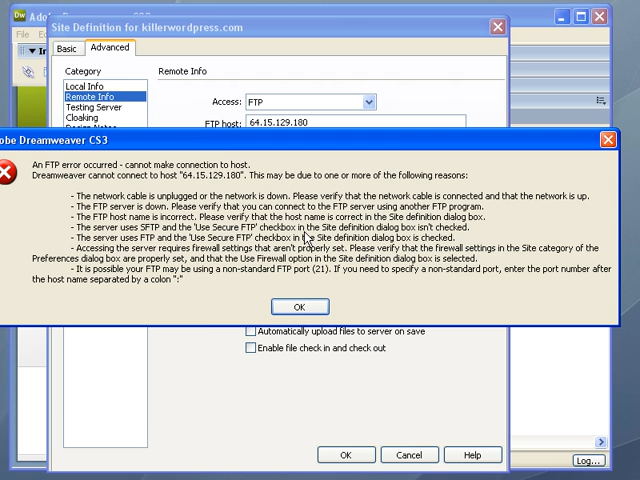 Dw Adobe Dreamweaver CS3
Site Definition for killerwordpress.com
File
Basic Advanced
Category Remote Info
Local Info
Remote Info
Testing Server
Cloaking
Design Notes
Access: FTP
FTP host: 64.15.129.180
obe Dreamweaver CS3
An FTP error occurred - cannot make connection to host.
Dreamweaver cannot connect to host "64.15.129.180". This may be due to one or more of the following reasons:
- The network cable is unplugged or the network is down. Please verify that the network cable is connected and that the network is up.
- The FTP server is down. Please verify that you can connect to the FTP server using another FTP program.
- The FTP host name is incorrect. Please verify that the host name is correct in the Site definition dialog box.
- The server uses SFTP and the 'Use Secure FTP' checkbox in the Site definition dialog box isn't checked.
- The server uses FTP and the 'Use Secure FTP' checkbox in the Site definition dialog box is checked.
- Accessing the server requires firewall settings that aren't properly set. Please verify the firewall settings in the Site category of the
Preferences dialog box are properly set, and that the Use Firewall option in the Site definition dialog box is selected.
- It is possible your FTP may be using a non-standard FTP port (21). If you need to specify a non-standard port, enter the port number after
the host name separated by a colon ":"
OK
Automatically upload files to server on save
Enable file check in and check out
OK Cancel Help
Log...